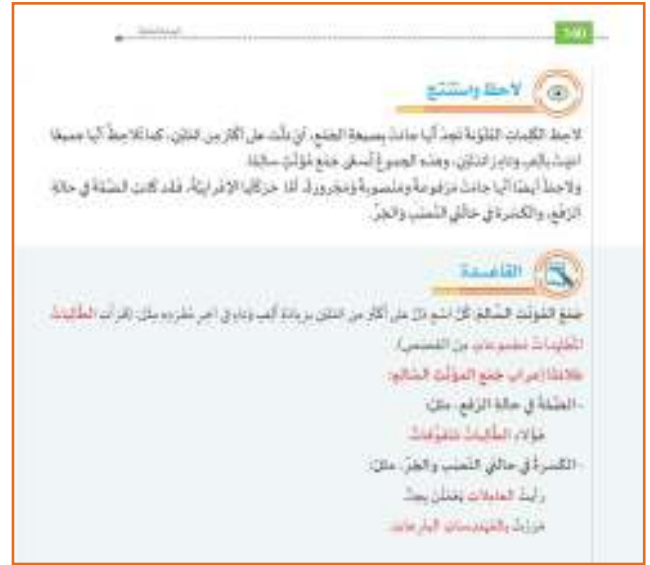 140
لاحظ واستنتج
لاحظ الكلمات الملونة تجد أنها جاءت بصيغة الجمع، أي دلت على أكثر من اثنين، كما تلاحظ أنها جميعها
انتهت بألف وتاء زائدتين، وهذه الجموع تسمى جمع مؤنث سالمًا.
ولاحظ أيضًا أنها جاءت مرفوعة ومنصوبة ومجرورة، أما حركاتها الإعرابية، فقد كانت الضمة في حالة
الرفع، والكسرة في حالتي النصب والجر.
القاعدة
جمع المؤنث السالم: كل اسم دل على أكثر من اثنين بزيادة ألف وتاء في آخر مفرده مثل: (قرأت الطالبات
مجموعات من القصص).
علامة إعراب جمع المؤنث السالم:
- الضمة في حالة الرفع، مثل:
هؤلاء الطالبات متفوقات
- الكسرة في حالتي النصب والجر، مثل:
رأيت العاملات يعملن بجد
مررت بالمهندسات البارعات